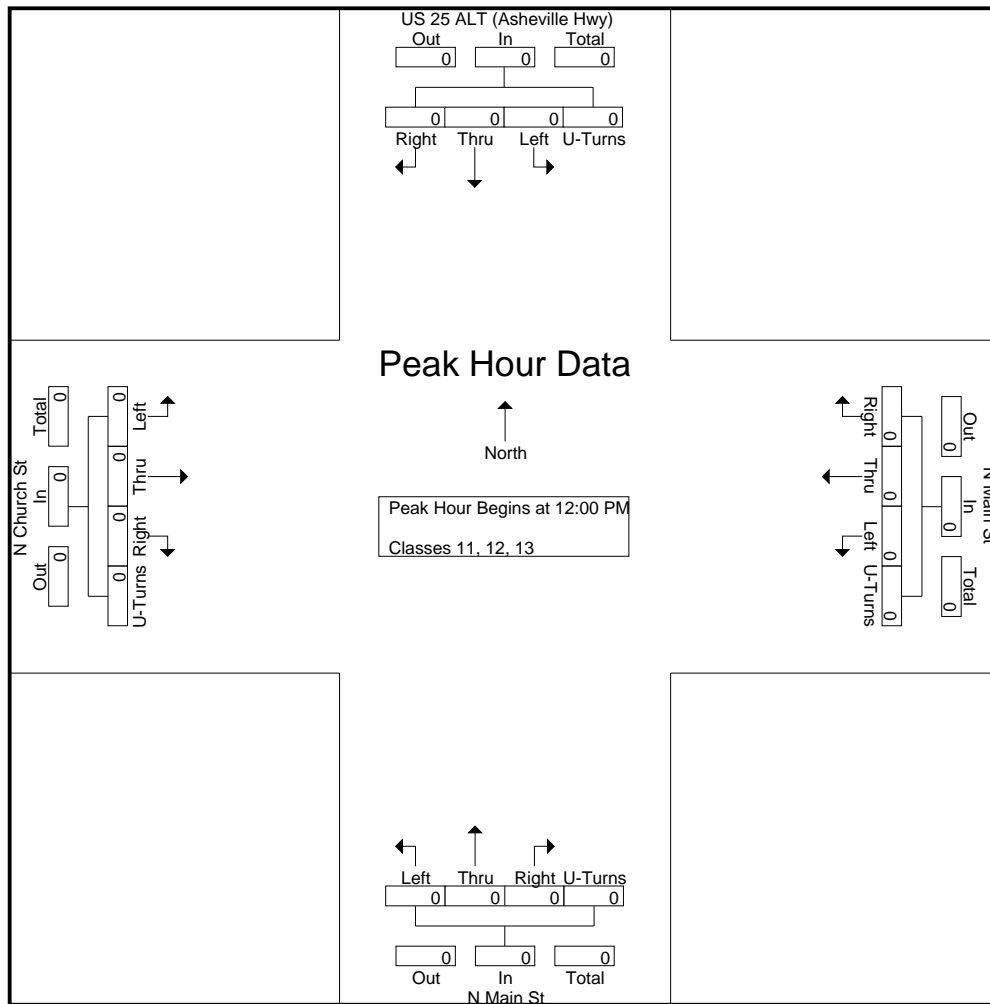 US 25 ALT (Asheville Hwy)
Out In Total
0 0 0
0 0 0 0
Right Thru Left U-Turns
Peak Hour Data
North
Peak Hour Begins at 12:00 PM
Classes 11, 12, 13
N Church St
Total In Out
0 0 0
0 0 0 0
Left Thru Right U-Turns
Right Thru Left U-Turns
0 0 0 0
Out In Total
0 0 0
N Main St
Left Thru Right U-Turns
0 0 0 0
0 0 0
Out In Total
N Main St